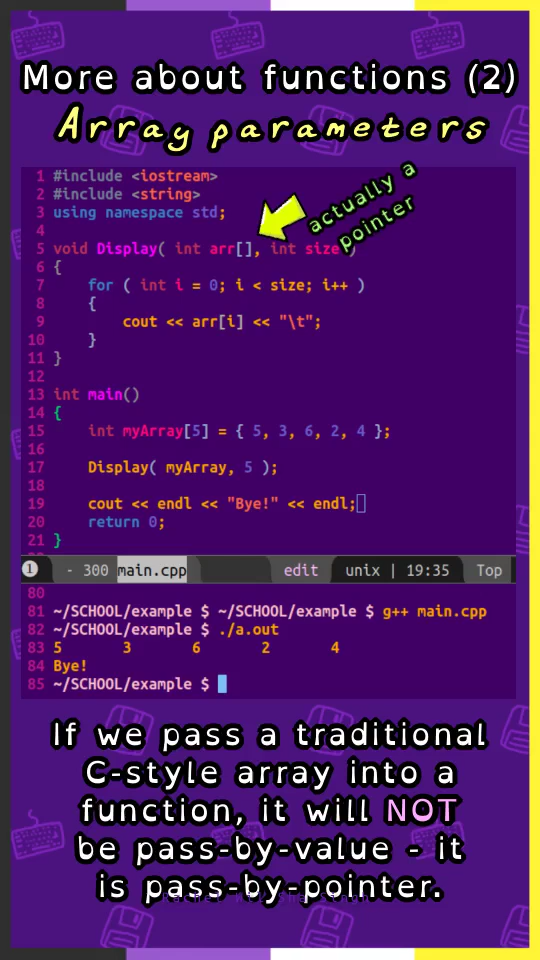 More about functions (2)
Array parameters
actually a
pointer
1 #include <iostream>
2 #include <string>
3 using namespace std;
4
5 void Display( int arr[], int size )
6 {
7     for ( int i = 0; i < size; i++ )
8     {
9         cout << arr[i] << "\t";
10     }
11 }
12
13 int main()
14 {
15     int myArray[5] = { 5, 3, 6, 2, 4 };
16
17     Display( myArray, 5 );
18
19     cout << endl << "Bye!" << endl;
20     return 0;
21 }
1 - 300 main.cpp edit unix | 19:35 Top
80
81 ~/SCHOOL/example $ ~/SCHOOL/example $ g++ main.cpp
82 ~/SCHOOL/example $ ./a.out
83 5       3       6       2       4
84 Bye!
85 ~/SCHOOL/example $
If we pass a traditional
C-style array into a
function, it will NOT
be pass-by-value - it
is pass-by-pointer.